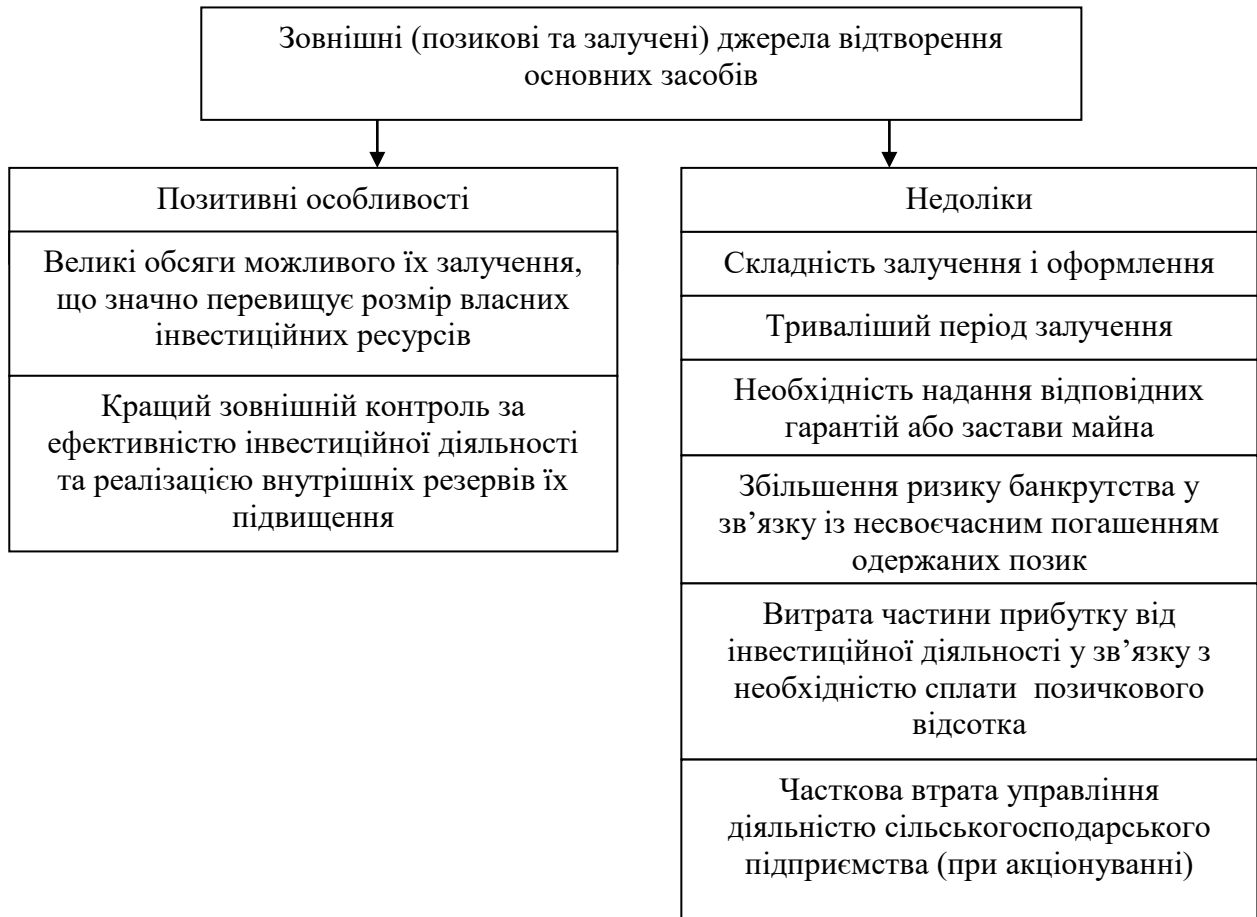 Зовнішні (позикові та залучені) джерела відтворення
основних засобів
Позитивні особливості
Великі обсяги можливого їх залучення,
що значно перевищує розмір власних
інвестиційних ресурсів
Кращий зовнішній контроль за
ефективністю інвестиційної діяльності
та реалізацією внутрішніх резервів їх
підвищення
Недоліки
Складність залучення і оформлення
Триваліший період залучення
Необхідність надання відповідних
гарантій або застави майна
Збільшення ризику банкрутства у
зв’язку із несвоєчасним погашенням
одержаних позик
Витрата частини прибутку від
інвестиційної діяльності у зв’язку з
необхідністю сплати позичкового
відсотка
Часткова втрата управління
діяльністю сільськогосподарського
підприємства (при акціонуванні)